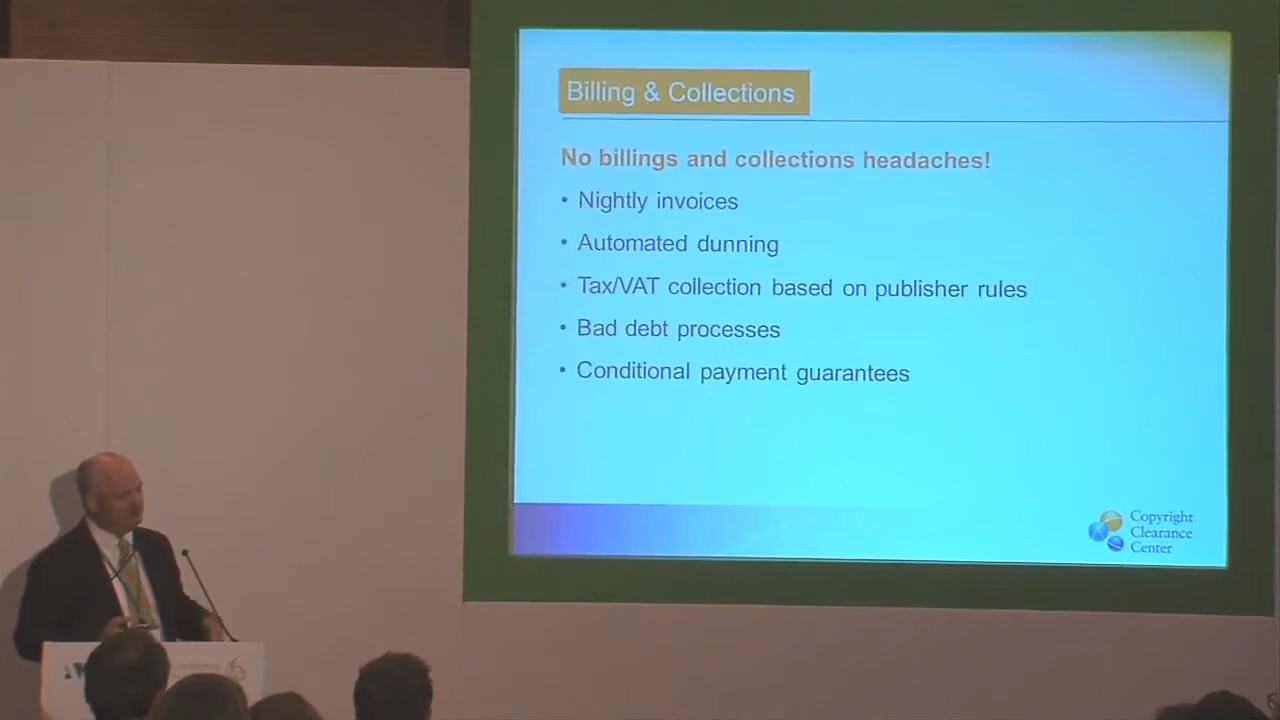 Billing & Collections
No billings and collections headaches!
• Nightly invoices
• Automated dunning
• Tax/VAT collection based on publisher rules
• Bad debt processes
• Conditional payment guarantees
Copyright
Clearance
Center